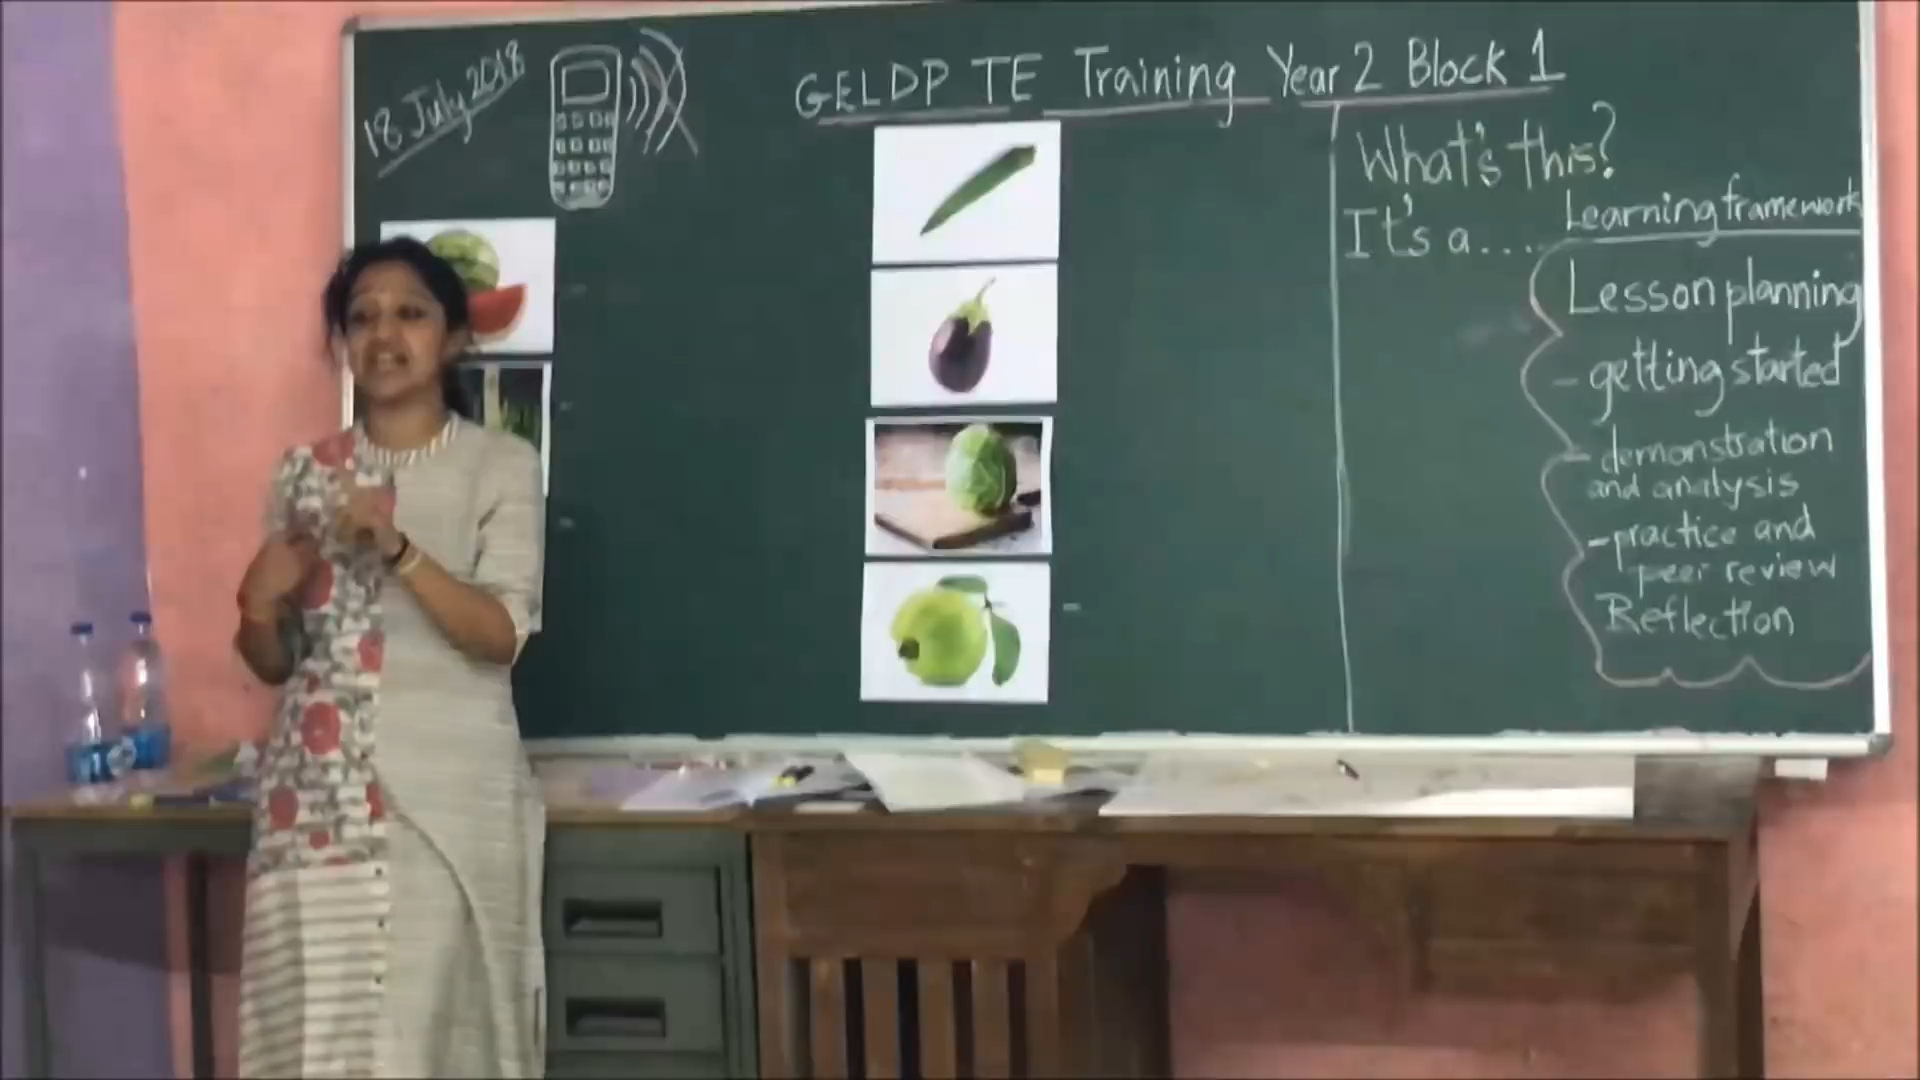 18 July 2018
GELDP TE Training Year 2 Block 1
What's this?
It's a....
Learning framework
Lesson planning
- getting started
- demonstration
and analysis
- practice and
peer review
Reflection